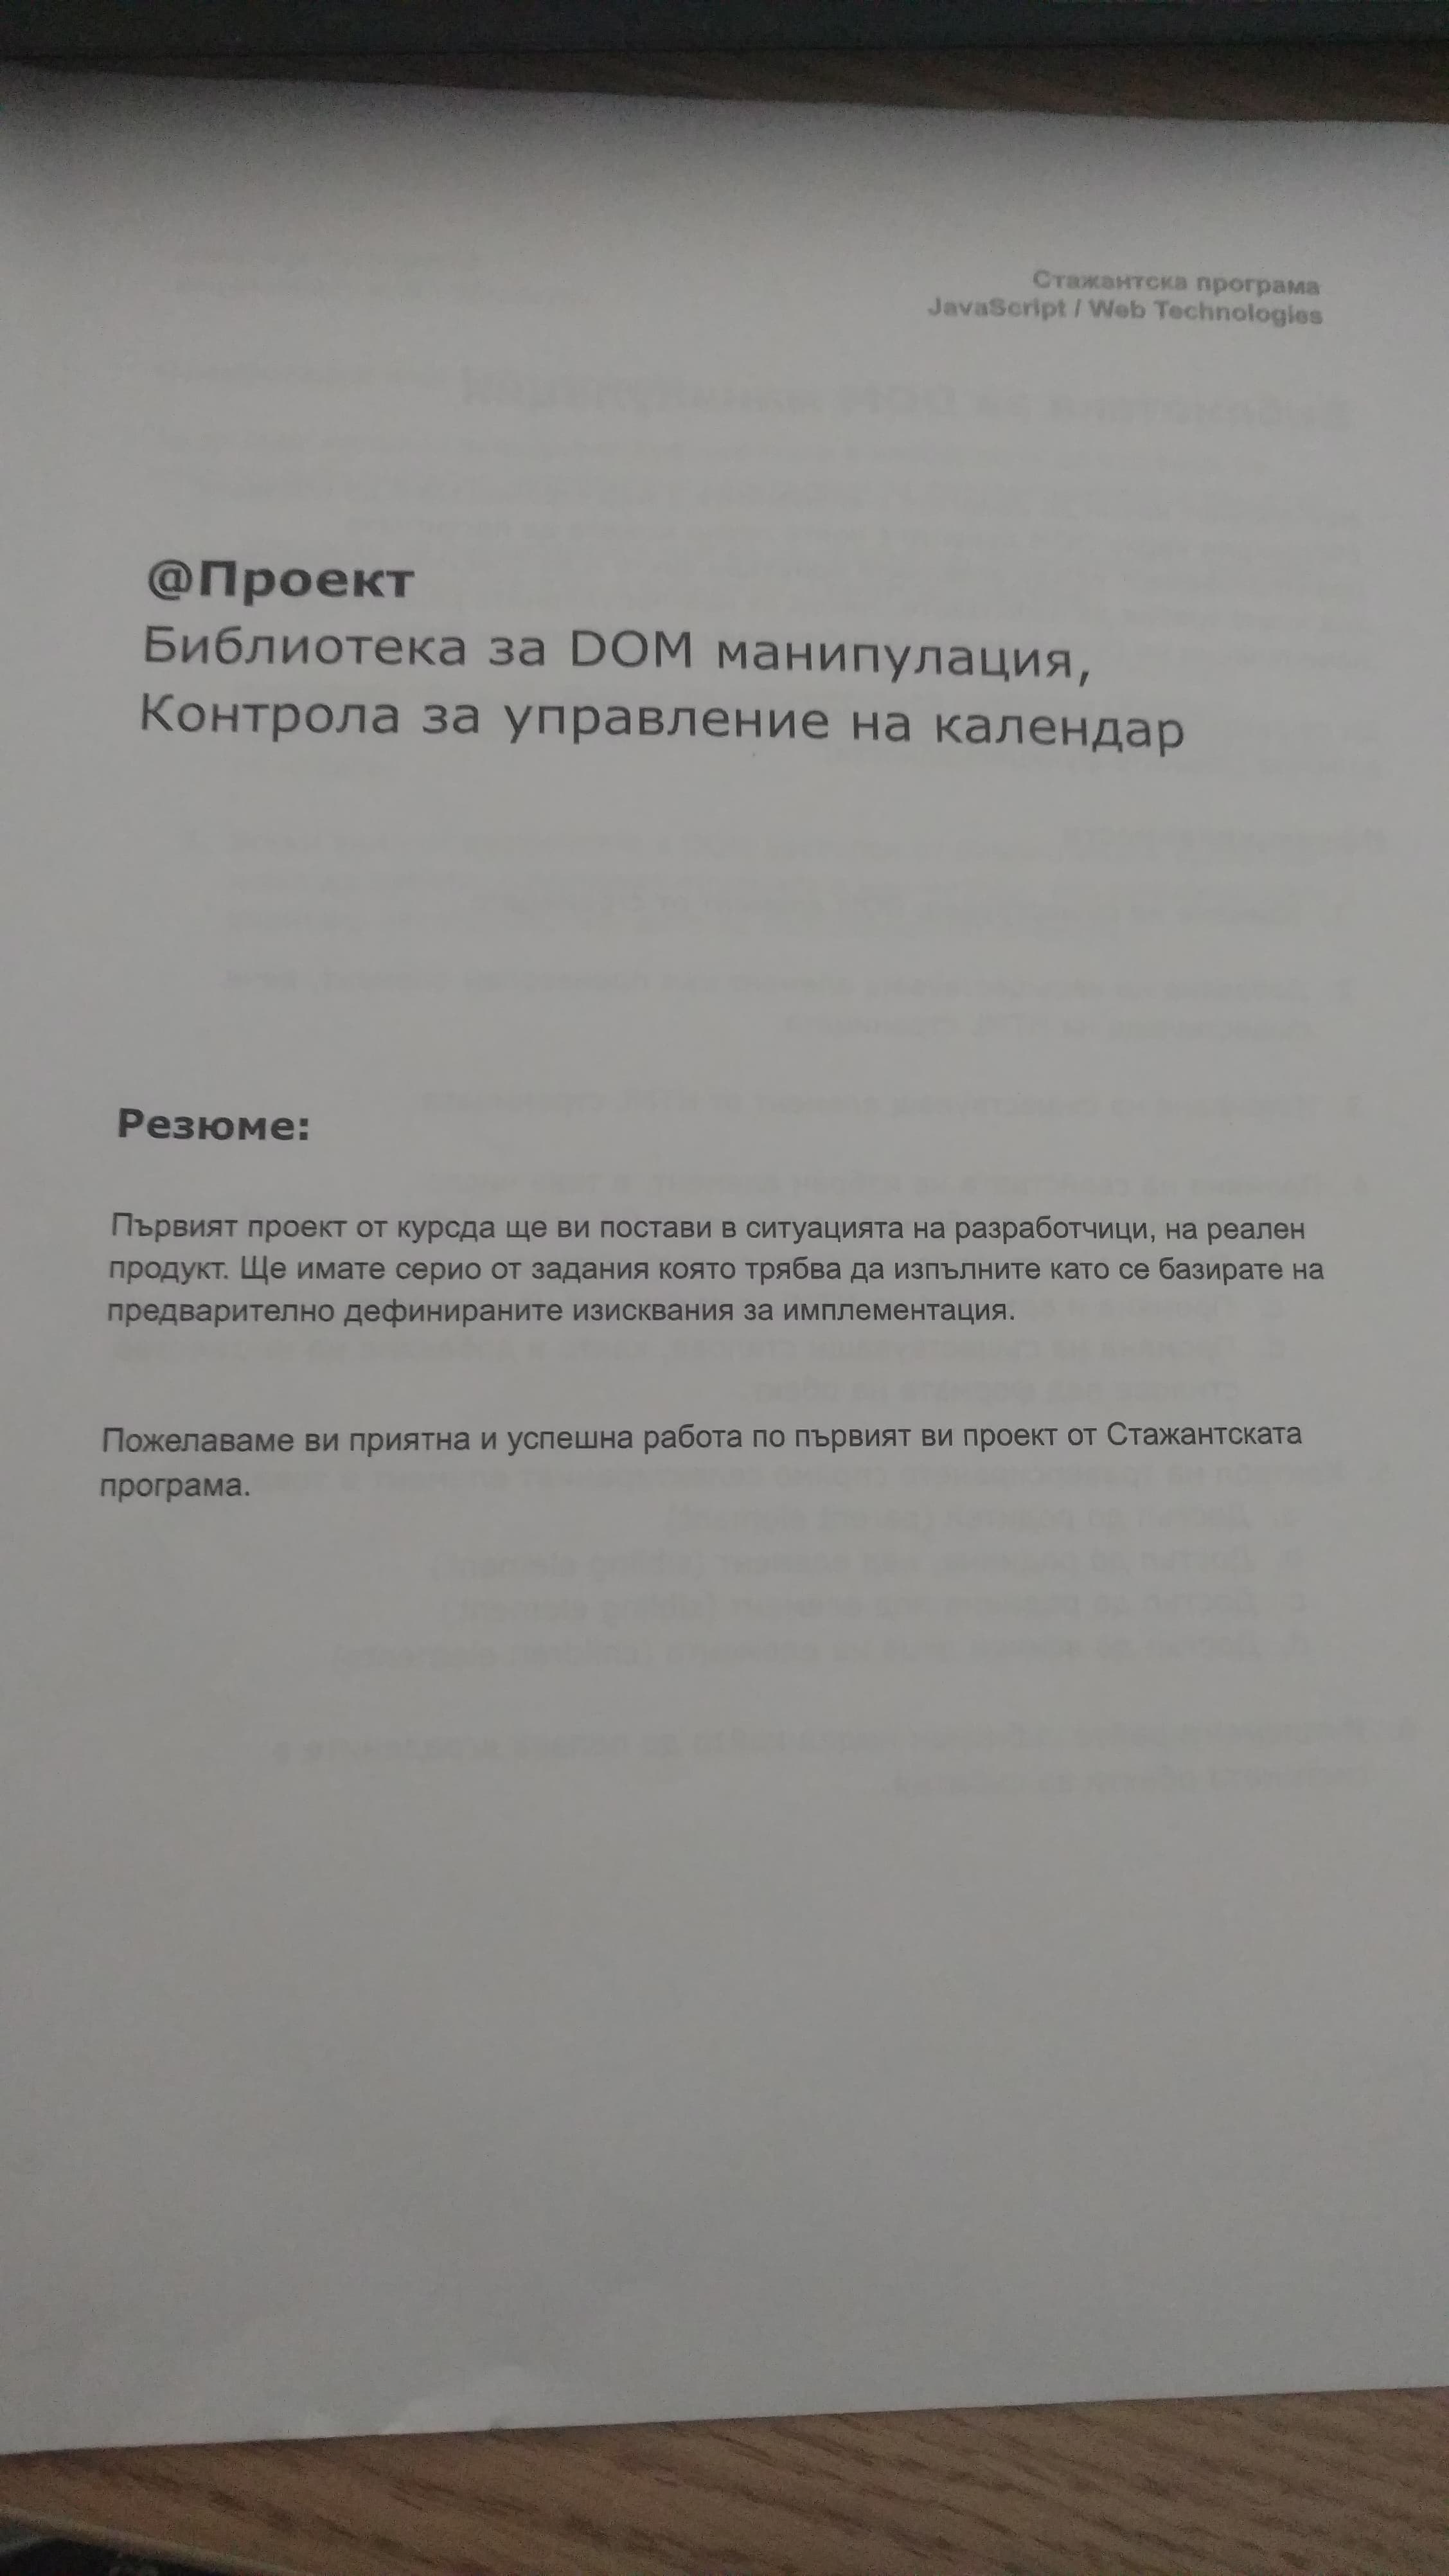 Стажантска програма
JavaScript / Web Technologies
@Проект
Библиотека за DOM манипулация,
Контрола за управление на календар
Резюме:
Първият проект от курсда ще ви постави в ситуацията на разработчици, на реален
продукт. Ще имате серио от задания която трябва да изпълните като се базирате на
предварително дефинираните изисквания за имплементация.
Пожелаваме ви приятна и успешна работа по първият ви проект от Стажантската
програма.